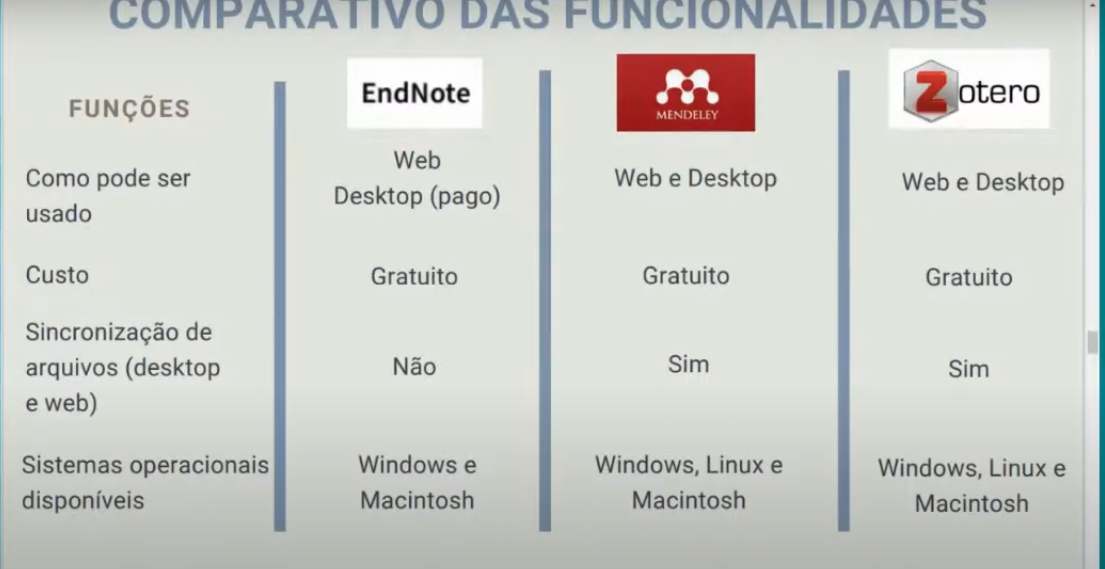 COMPARATIVO DAS FUNCIONALIDADES
FUNÇÕES
EndNote
MENDELEY
Zotero
Como pode ser
usado
Web
Desktop (pago)
Web e Desktop
Web e Desktop
Custo
Gratuito
Gratuito
Gratuito
Sincronização de
arquivos (desktop
e web)
Não
Sim
Sim
Sistemas operacionais
disponíveis
Windows e
Macintosh
Windows, Linux e
Macintosh
Windows, Linux e
Macintosh